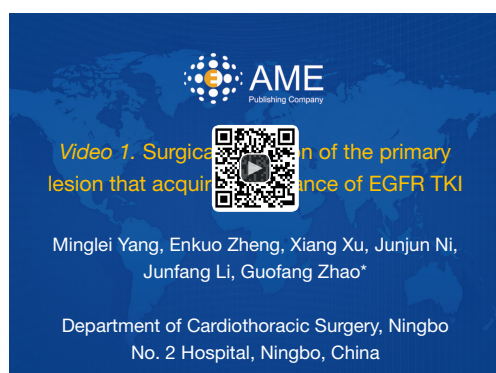 AME
Publishing Company
Video 1. Surgica on of the primary
lesion that acqui ance of EGFR TKI
Minglei Yang, Enkuo Zheng, Xiang Xu, Junjun Ni,
Junfang Li, Guofang Zhao*
Department of Cardiothoracic Surgery, Ningbo
No. 2 Hospital, Ningbo, China